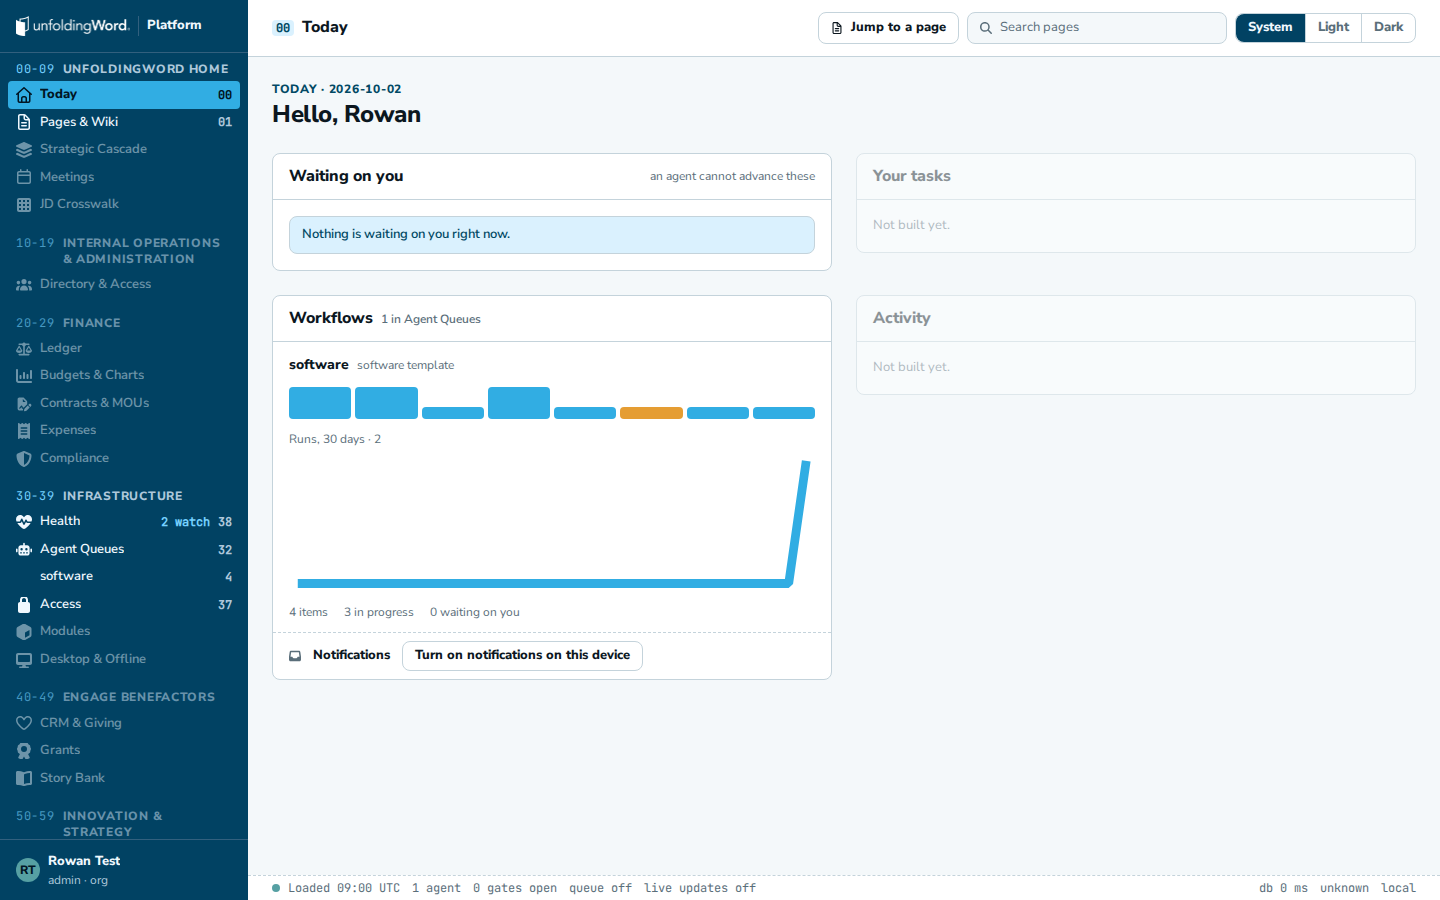 unfoldingWord Platform
00-09 UNFOLDINGWORD HOME
Today 00
Pages & Wiki 01
Strategic Cascade
Meetings
JD Crosswalk
10-19 INTERNAL OPERATIONS
& ADMINISTRATION
Directory & Access
20-29 FINANCE
Ledger
Budgets & Charts
Contracts & MOUs
Expenses
Compliance
30-39 INFRASTRUCTURE
Health 2 watch 38
Agent Queues 32
software 4
Access 37
Modules
Desktop & Offline
40-49 ENGAGE BENEFACTORS
CRM & Giving
Grants
Story Bank
50-59 INNOVATION &
STRATEGY
RT Rowan Test
admin · org
00 Today
Jump to a page
Search pages
System Light Dark
TODAY · 2026-10-02
Hello, Rowan
Waiting on you an agent cannot advance these
Nothing is waiting on you right now.
Your tasks
Not built yet.
Workflows 1 in Agent Queues
software software template
Runs, 30 days · 2
4 items 3 in progress 0 waiting on you
Notifications Turn on notifications on this device
Activity
Not built yet.
Loaded 09:00 UTC 1 agent 0 gates open queue off live updates off
db 0 ms unknown local